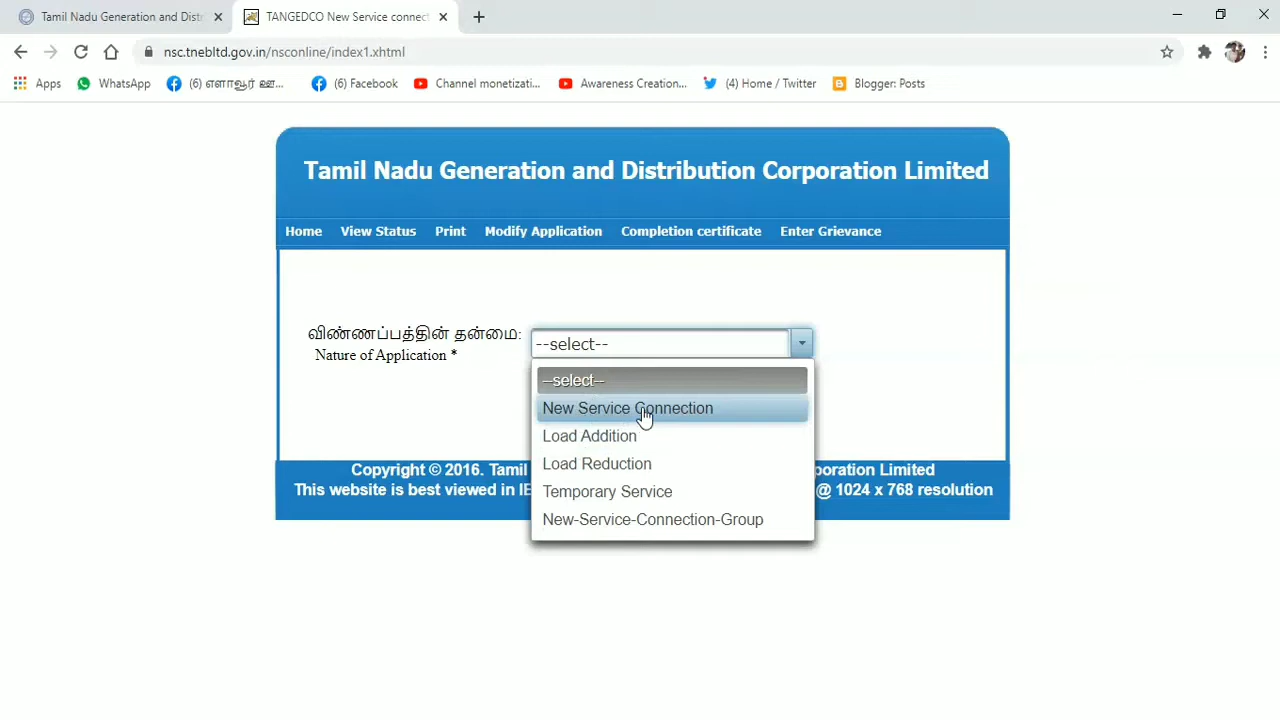 Tamil Nadu Generation and Distr
TANGEDCO New Service connect
nsc.tnebltd.gov.in/nsconline/index1.xhtml
Apps WhatsApp (6) எளாவூர் ஊ... (6) Facebook Channel monetizati... Awareness Creation... (4) Home / Twitter Blogger: Posts
Tamil Nadu Generation and Distribution Corporation Limited
Home View Status Print Modify Application Completion certificate Enter Grievance
விண்ணப்பத்தின் தன்மை:
Nature of Application *
--select--
--select--
New Service Connection
Load Addition
Load Reduction
Temporary Service
New-Service-Connection-Group
Copyright © 2016. Tamil poration Limited
This website is best viewed in IE @ 1024 x 768 resolution